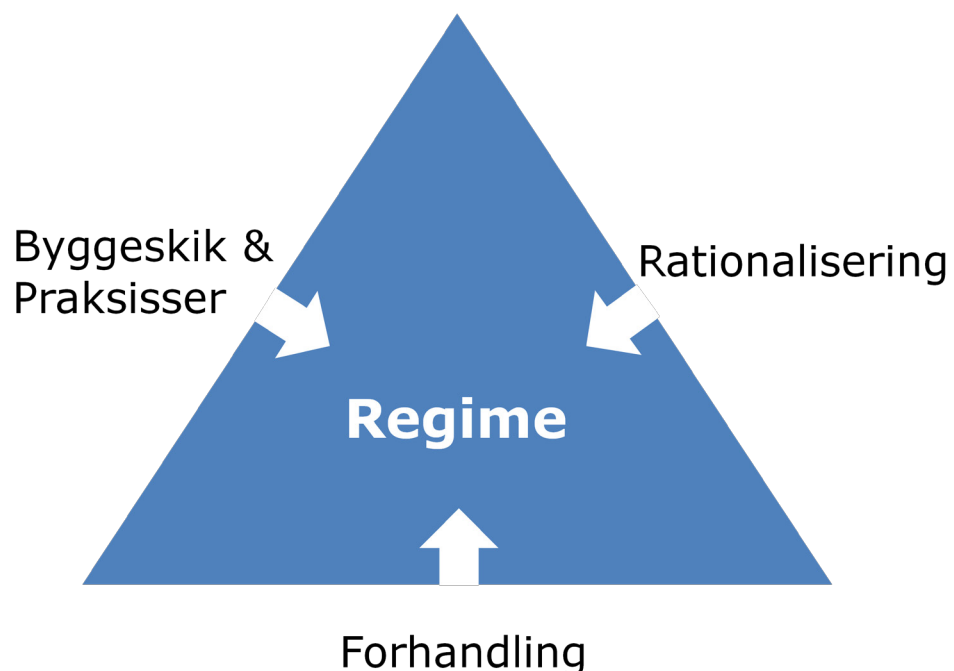 Byggeskik &
Praksisser
Rationalisering
Regime
Forhandling